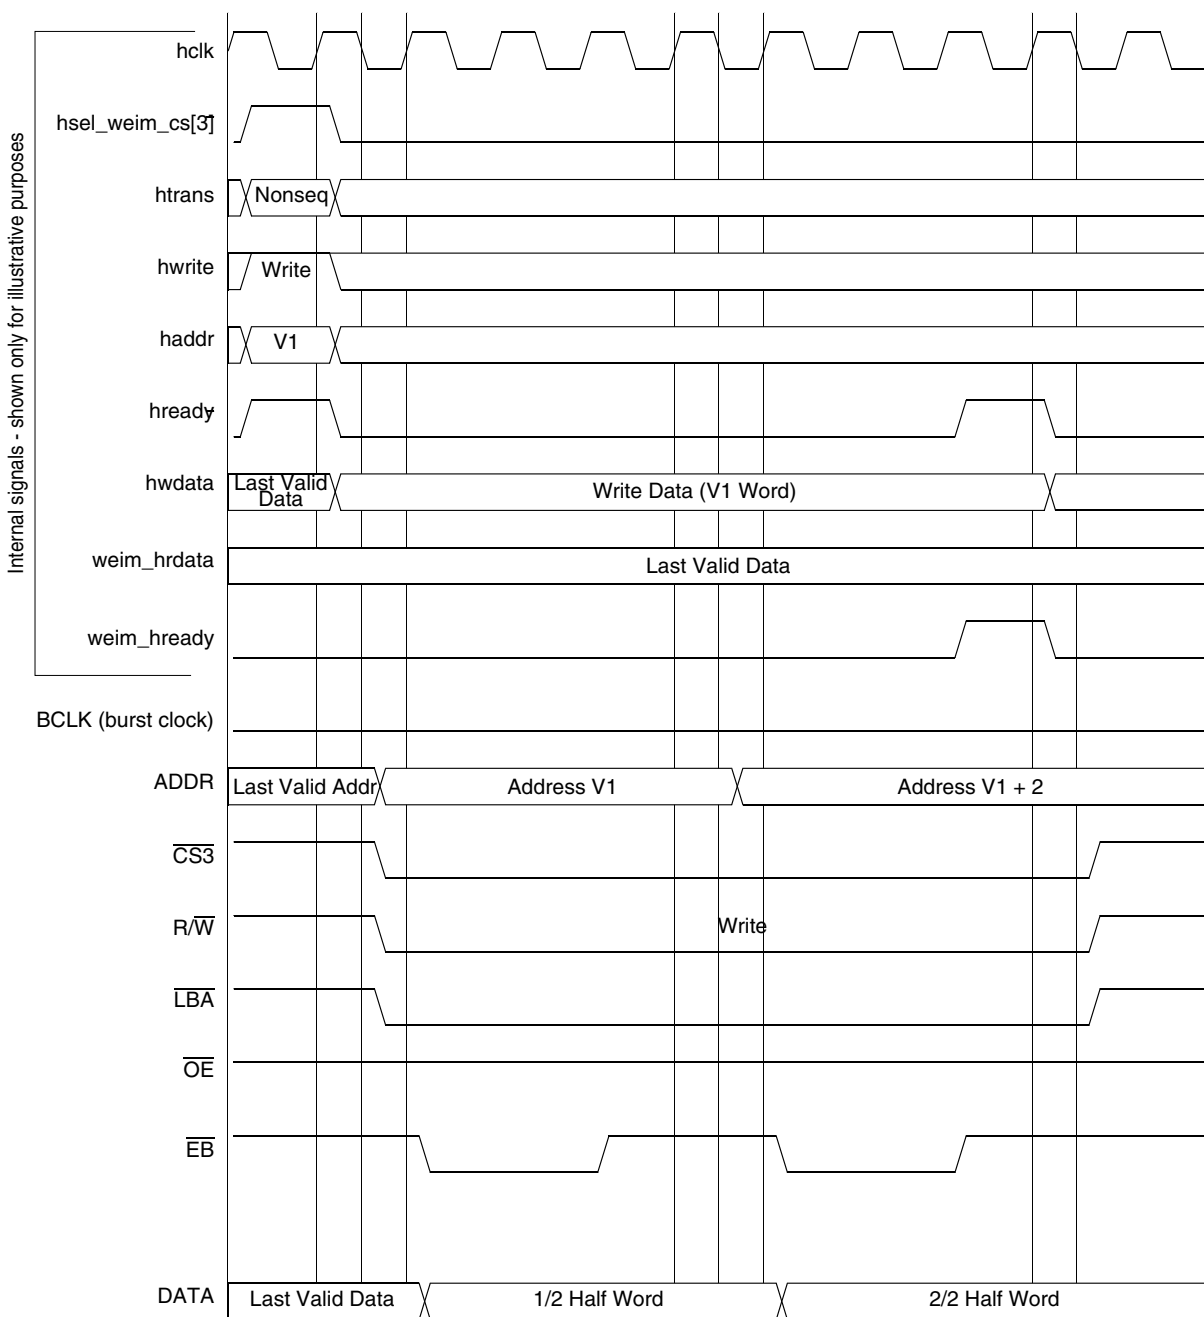 Internal signals - shown only for illustrative purposes
hclk
hsel_weim_cs[3]
htrans
Nonseq
hwrite
Write
haddr
V1
hready
hwdata
Last Valid
Data
Write Data (V1 Word)
weim_hrdata
Last Valid Data
weim_hready
BCLK (burst clock)
ADDR
Last Valid Addr
Address V1
Address V1 + 2
CS3
R/W
Write
LBA
OE
EB
DATA
Last Valid Data
1/2 Half Word
2/2 Half Word